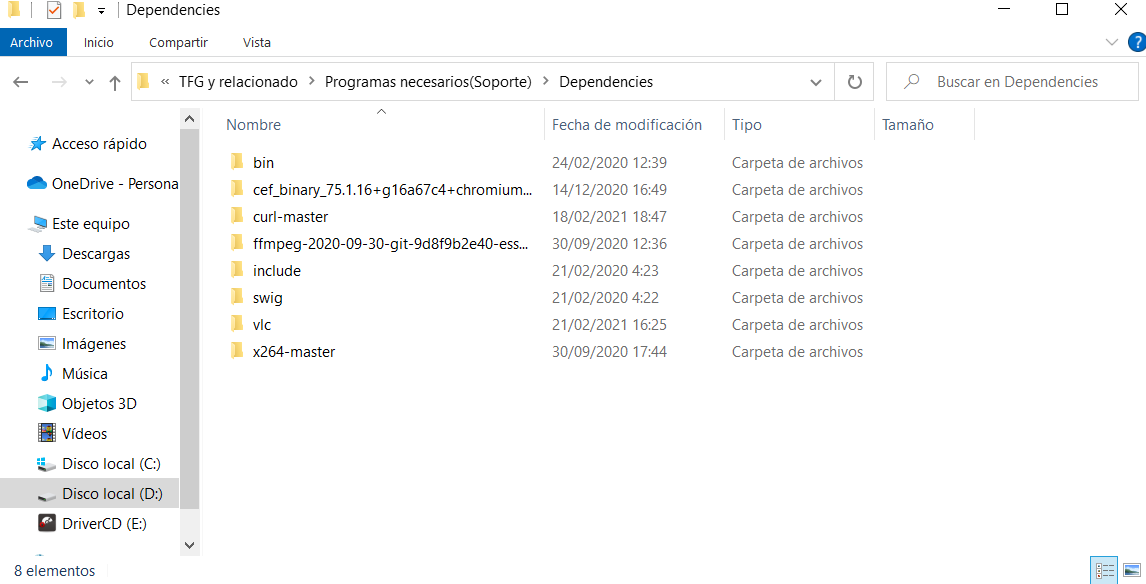 Dependencies
Archivo Inicio Compartir Vista
« TFG y relacionado > Programas necesarios(Soporte) > Dependencies
Buscar en Dependencies
Nombre Fecha de modificación Tipo Tamaño
Acceso rápido
OneDrive - Persona
Este equipo
Descargas
Documentos
Escritorio
Imágenes
Música
Objetos 3D
Vídeos
Disco local (C:)
Disco local (D:)
DriverCD (E:)
bin 24/02/2020 12:39 Carpeta de archivos
cef_binary_75.1.16+g16a67c4+chromium... 14/12/2020 16:49 Carpeta de archivos
curl-master 18/02/2021 18:47 Carpeta de archivos
ffmpeg-2020-09-30-git-9d8f9b2e40-ess... 30/09/2020 12:36 Carpeta de archivos
include 21/02/2020 4:23 Carpeta de archivos
swig 21/02/2020 4:22 Carpeta de archivos
vlc 21/02/2021 16:25 Carpeta de archivos
x264-master 30/09/2020 17:44 Carpeta de archivos
8 elementos